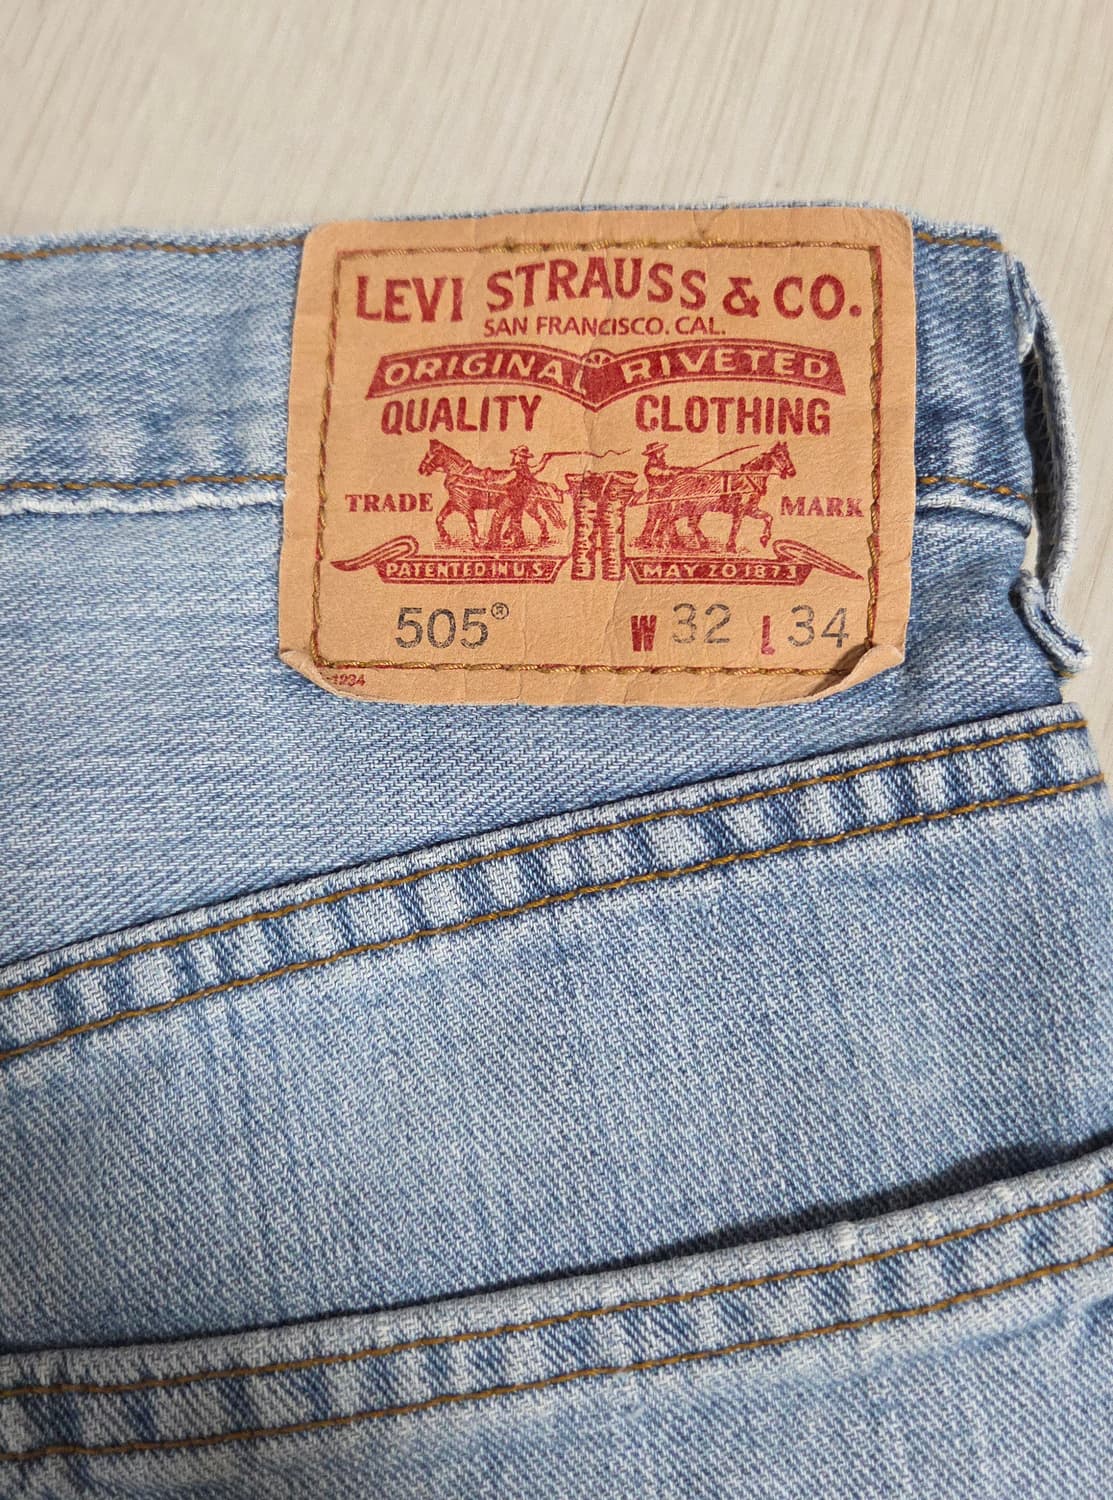 LEVI STRAUSS & CO.
SAN FRANCISCO. CAL.
ORIGINAL RIVETED
QUALITY CLOTHING
TRADE MARK
PATENTED IN U.S. MAY 20 1873
505® W 32 L 34
1234